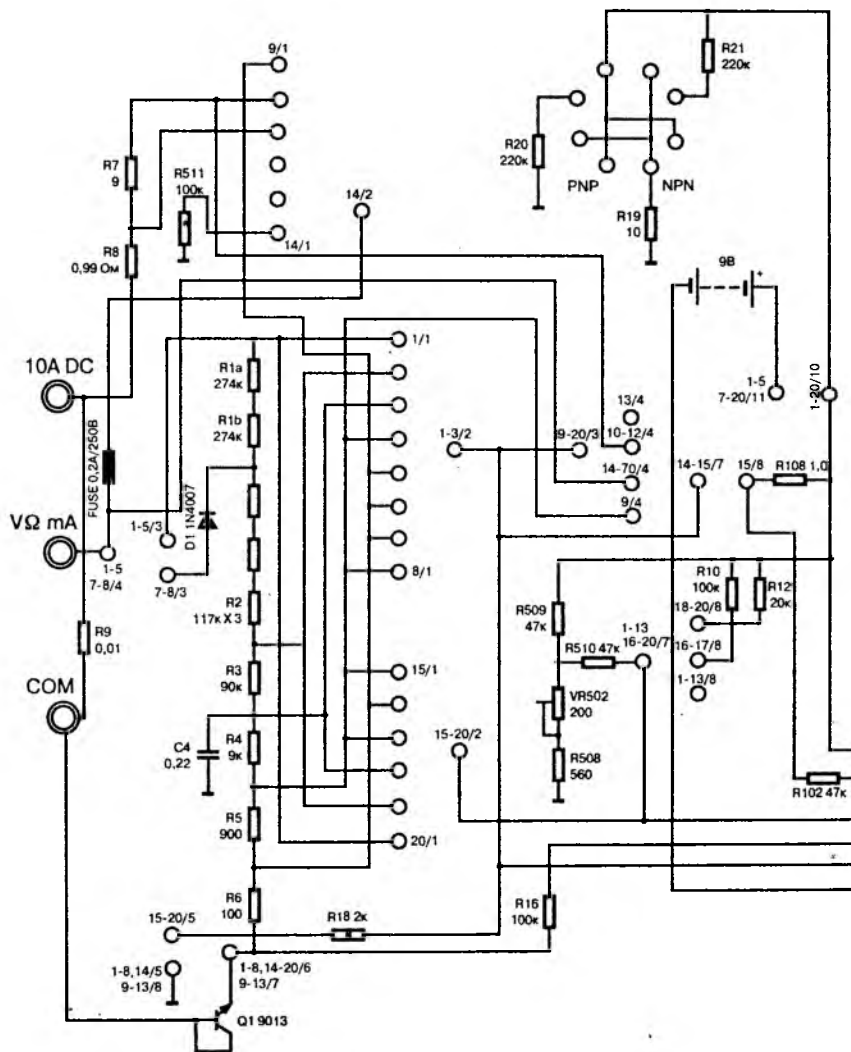 9/1
R21
220к
R7
9
R511
100к
14/2
R20
220к
PNP
NPN
14/1
R8
0,99 Ом
R19
10
9В
+
10A DC
R1a
274к
1/1
1-5
7-20/11
1-20/10
R1b
274к
13/4
10-12/4
1-3/2
9-20/3
FUSE 0,2A/250B
14-70/4
14-15/7
15/8
R108 1,0
9/4
VΩ mA
1-5/3
D1 1N4007
1-5
7-8/4
7-8/3
8/1
R10
100к
R12
20к
R2
117к X 3
R509
47к
18-20/8
R9
0,01
1-13
16-20/7
R510 47к
16-17/8
R3
90к
15/1
1-13/8
COM
VR502
200
C4
0,22
R4
9к
15-20/2
R508
560
R102 47к
R5
900
20/1
R6
100
R16
100к
15-20/5
R18 2к
1-8,14/5
9-13/8
1-8,14-20/6
9-13/7
Q1 9013